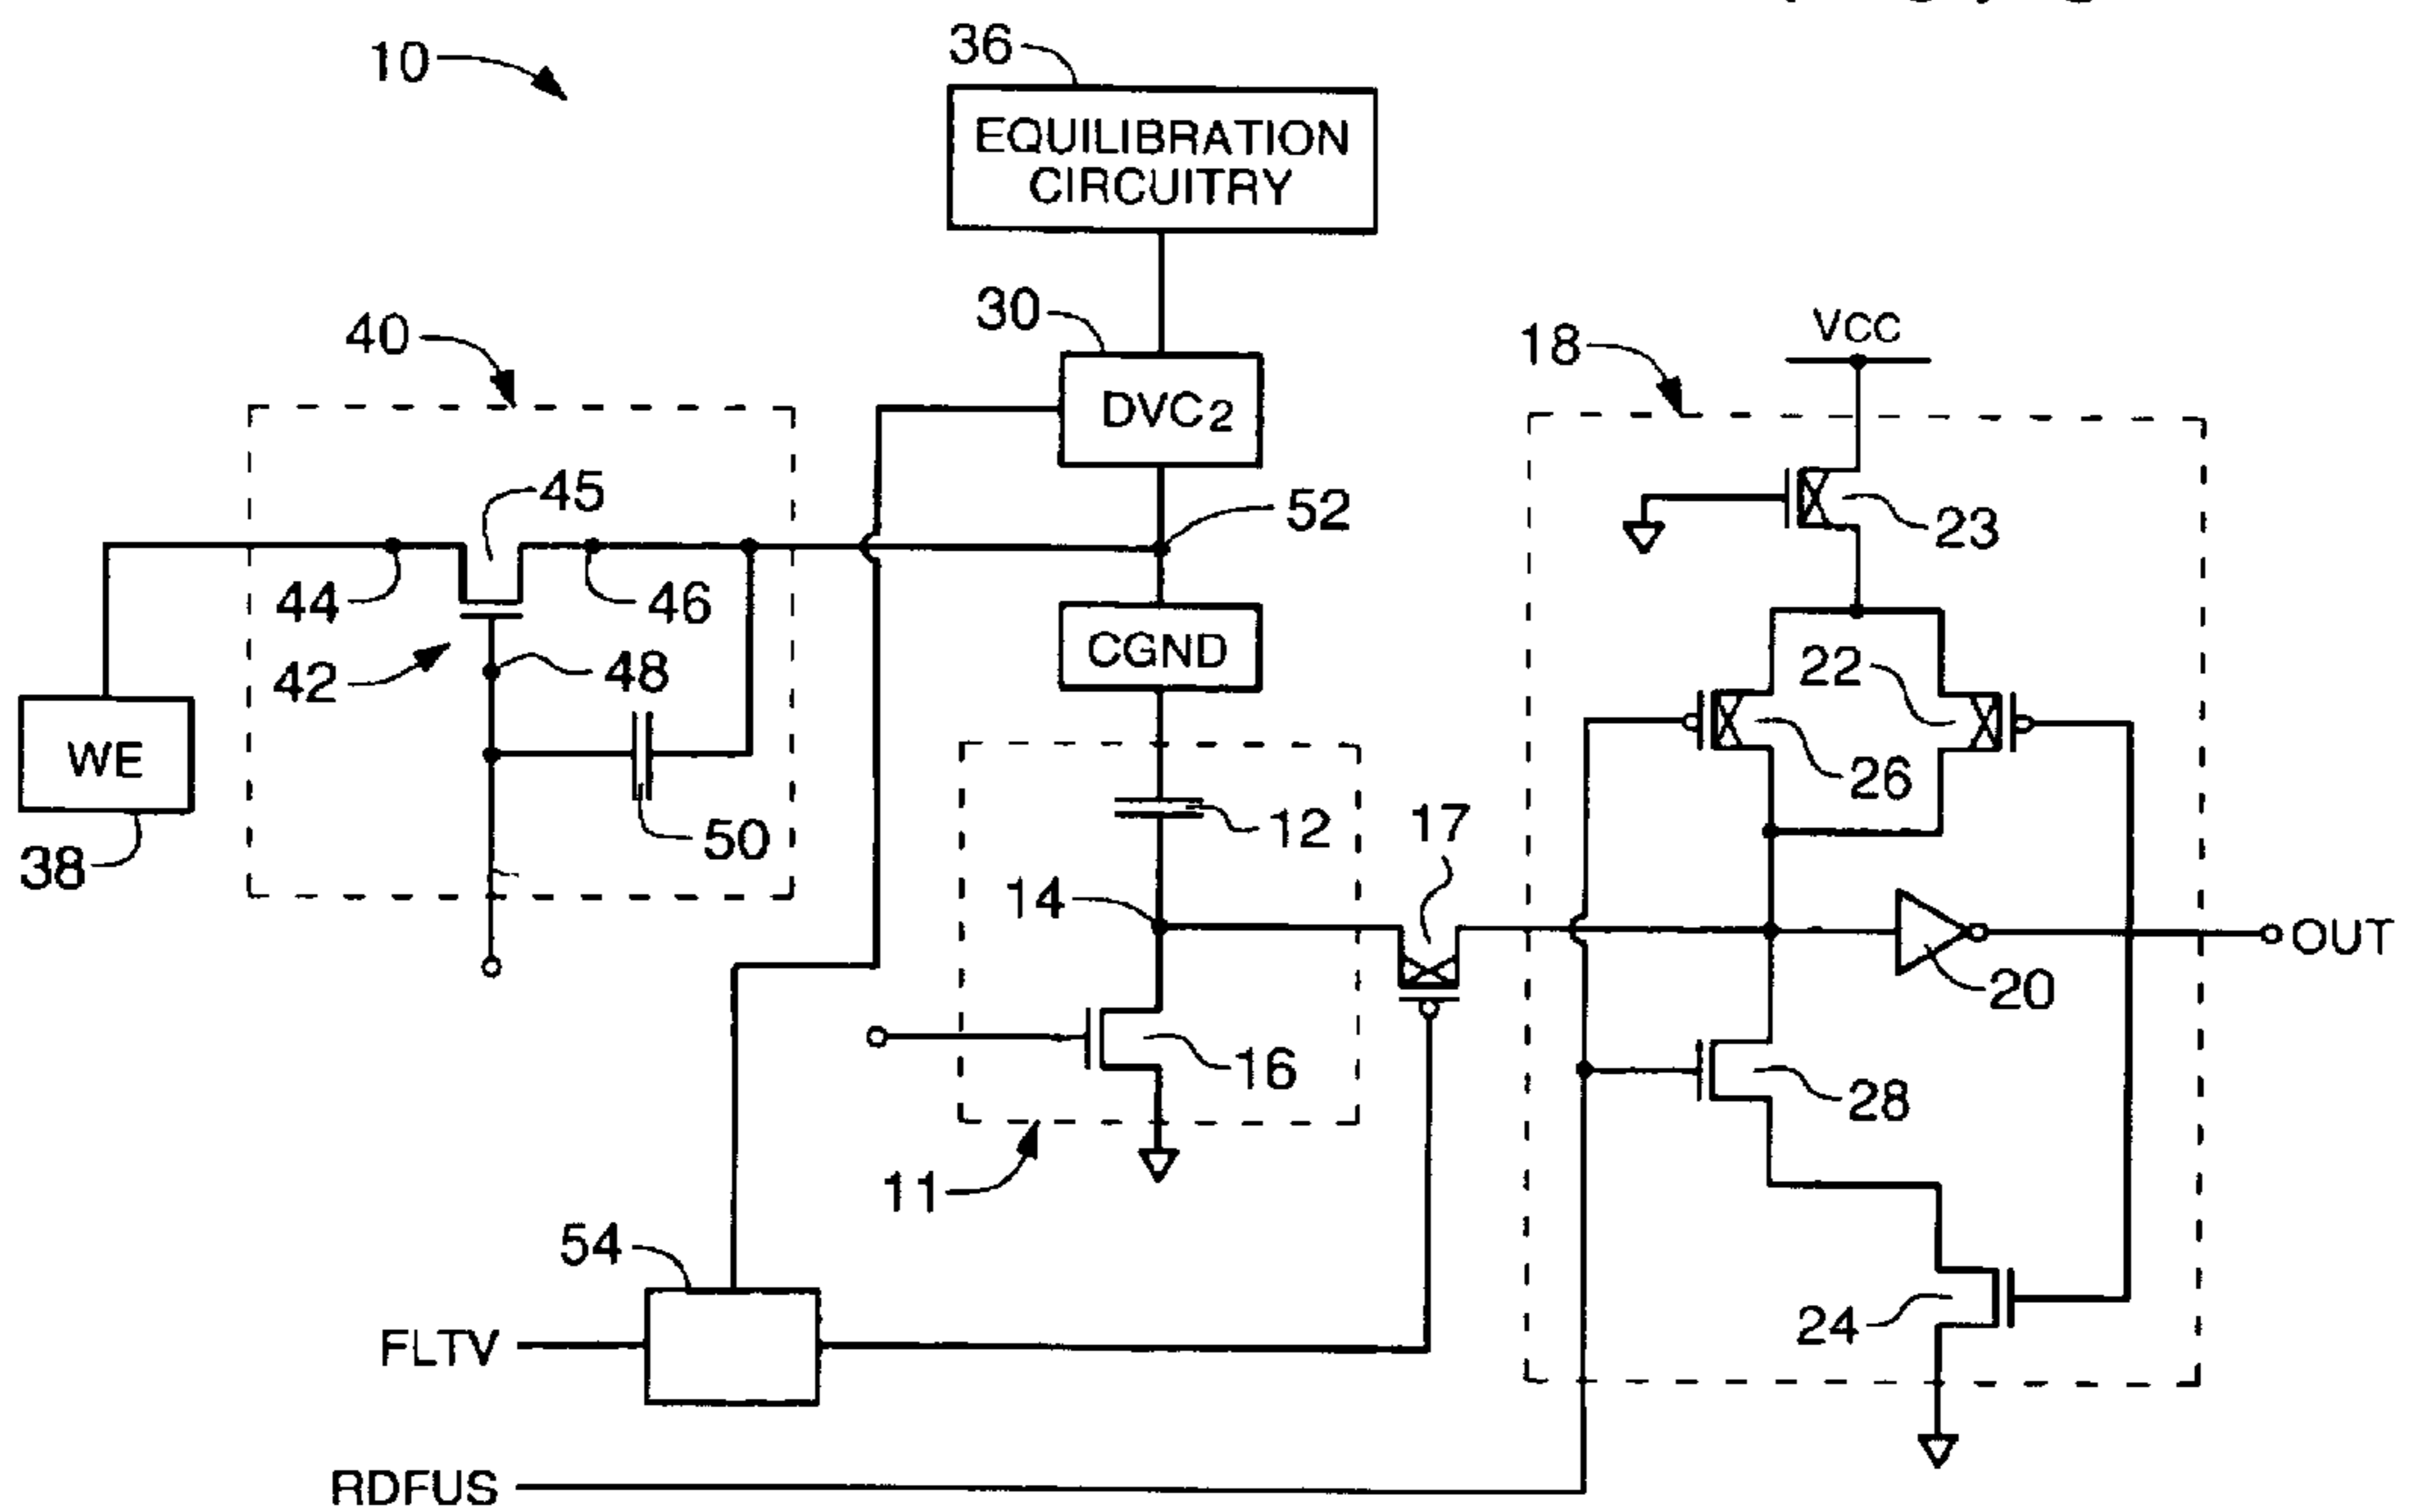 10
36
EQUILIBRATION
CIRCUITRY
30
40
DVC2
18
VCC
45
52
23
44
46
CGND
42
48
22
26
WE
50
12
17
38
14
OUT
20
16
28
11
54
24
FLTV
RDFUS